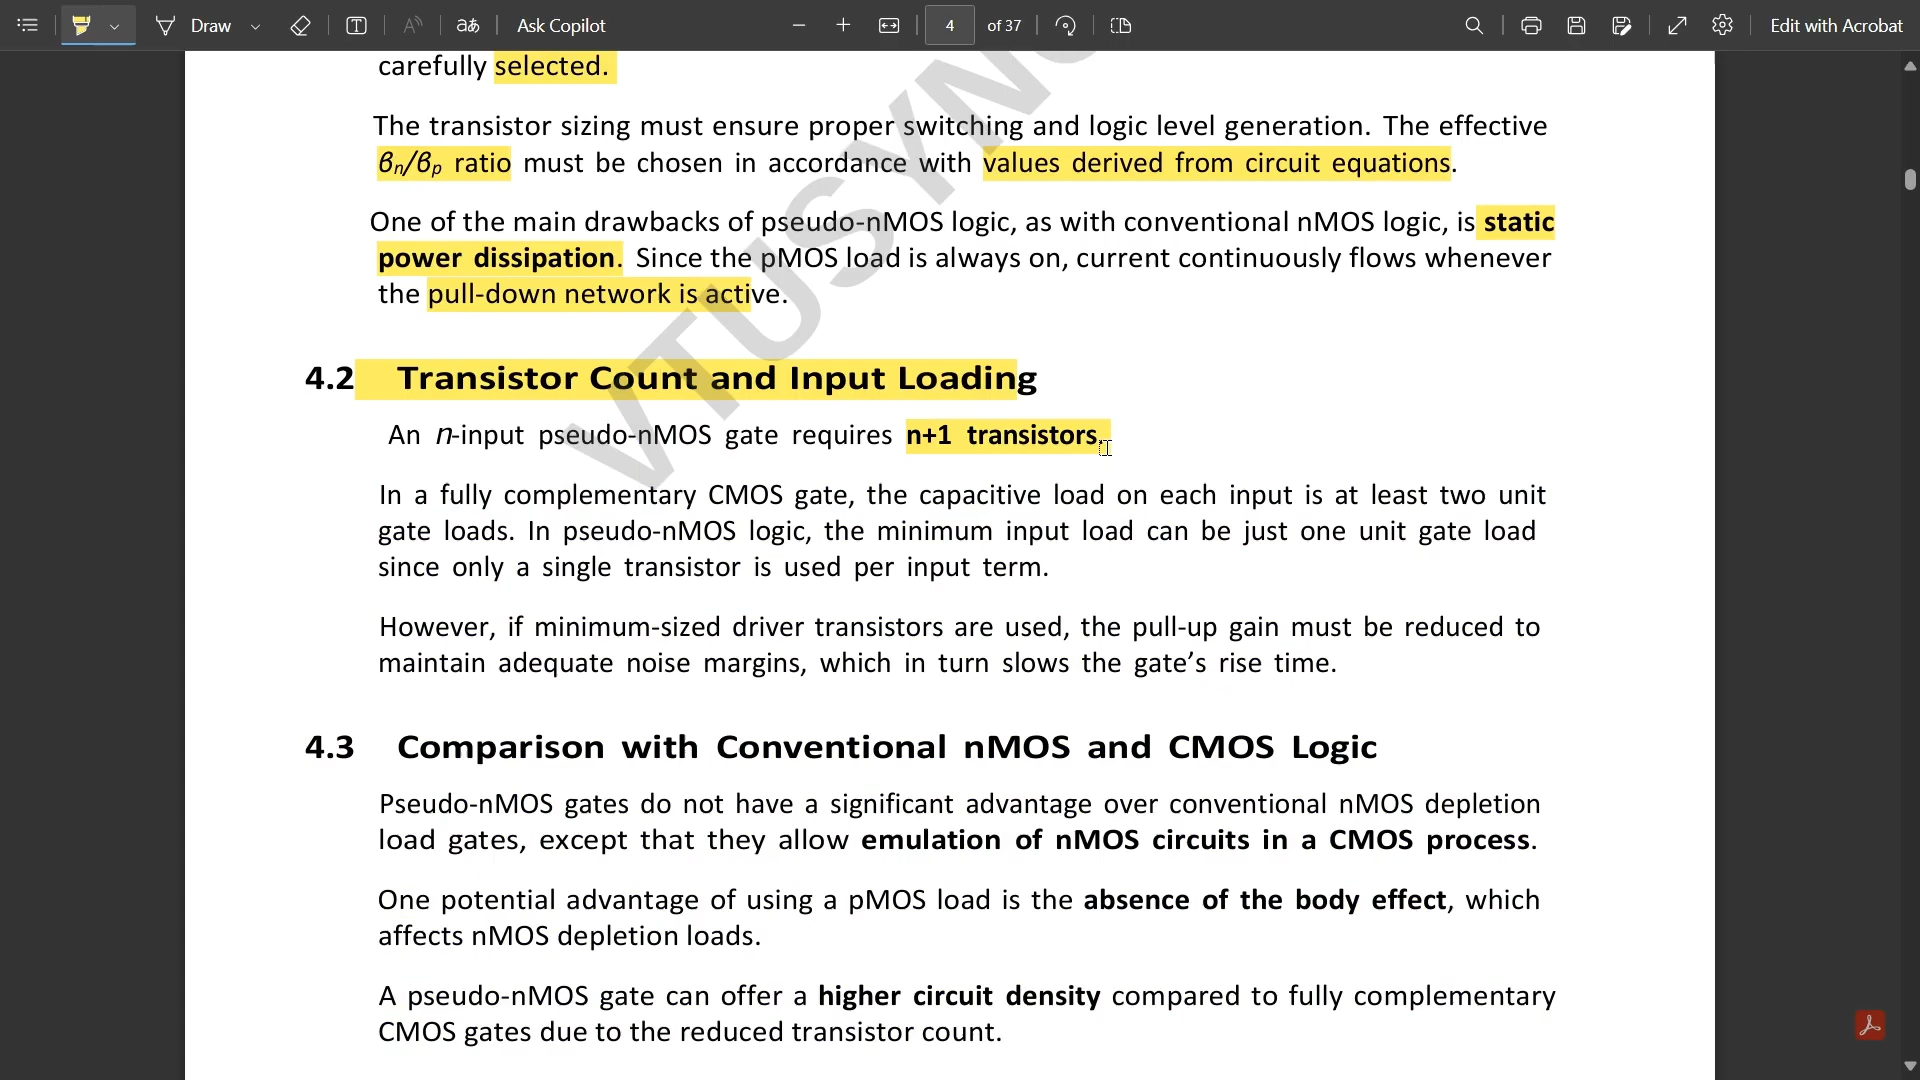 Draw
T
A
aあ
Ask Copilot
4
of 37
Edit with Acrobat
carefully selected.
The transistor sizing must ensure proper switching and logic level generation. The effective
βn/βp ratio must be chosen in accordance with values derived from circuit equations.
One of the main drawbacks of pseudo-nMOS logic, as with conventional nMOS logic, is static
power dissipation. Since the pMOS load is always on, current continuously flows whenever
the pull-down network is active.
4.2 Transistor Count and Input Loading
An n-input pseudo-nMOS gate requires n+1 transistors.
In a fully complementary CMOS gate, the capacitive load on each input is at least two unit
gate loads. In pseudo-nMOS logic, the minimum input load can be just one unit gate load
since only a single transistor is used per input term.
However, if minimum-sized driver transistors are used, the pull-up gain must be reduced to
maintain adequate noise margins, which in turn slows the gate’s rise time.
4.3 Comparison with Conventional nMOS and CMOS Logic
Pseudo-nMOS gates do not have a significant advantage over conventional nMOS depletion
load gates, except that they allow emulation of nMOS circuits in a CMOS process.
One potential advantage of using a pMOS load is the absence of the body effect, which
affects nMOS depletion loads.
A pseudo-nMOS gate can offer a higher circuit density compared to fully complementary
CMOS gates due to the reduced transistor count.
VTUSYNC